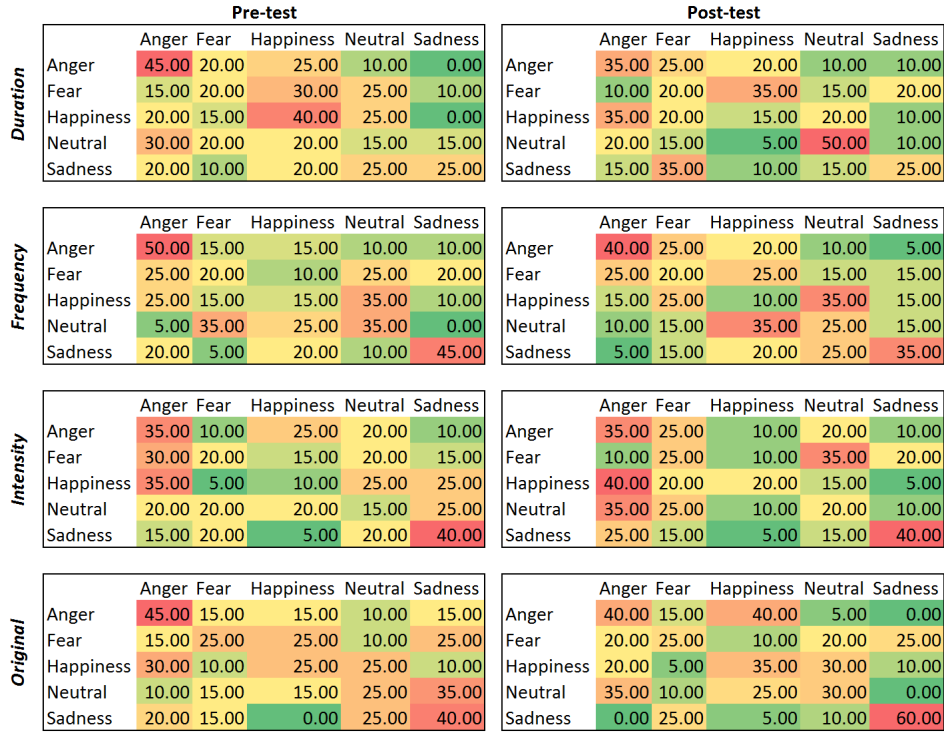 Pre-test Post-test
Duration
Anger Fear Happiness Neutral Sadness Anger Fear Happiness Neutral Sadness
Anger 45.00 20.00 25.00 10.00 0.00 Anger 35.00 25.00 20.00 10.00 10.00
Fear 15.00 20.00 30.00 25.00 10.00 Fear 10.00 20.00 35.00 15.00 20.00
Happiness 20.00 15.00 40.00 25.00 0.00 Happiness 35.00 20.00 15.00 20.00 10.00
Neutral 30.00 20.00 20.00 15.00 15.00 Neutral 20.00 15.00 5.00 50.00 10.00
Sadness 20.00 10.00 20.00 25.00 25.00 Sadness 15.00 35.00 10.00 15.00 25.00
Frequency
Anger Fear Happiness Neutral Sadness Anger Fear Happiness Neutral Sadness
Anger 50.00 15.00 15.00 10.00 10.00 Anger 40.00 25.00 20.00 10.00 5.00
Fear 25.00 20.00 10.00 25.00 20.00 Fear 25.00 20.00 25.00 15.00 15.00
Happiness 25.00 15.00 15.00 35.00 10.00 Happiness 15.00 25.00 10.00 35.00 15.00
Neutral 5.00 35.00 25.00 35.00 0.00 Neutral 10.00 15.00 35.00 25.00 15.00
Sadness 20.00 5.00 20.00 10.00 45.00 Sadness 5.00 15.00 20.00 25.00 35.00
Intensity
Anger Fear Happiness Neutral Sadness Anger Fear Happiness Neutral Sadness
Anger 35.00 10.00 25.00 20.00 10.00 Anger 35.00 25.00 10.00 20.00 10.00
Fear 30.00 20.00 15.00 20.00 15.00 Fear 10.00 25.00 10.00 35.00 20.00
Happiness 35.00 5.00 10.00 25.00 25.00 Happiness 40.00 20.00 20.00 15.00 5.00
Neutral 20.00 20.00 20.00 15.00 25.00 Neutral 35.00 25.00 10.00 20.00 10.00
Sadness 15.00 20.00 5.00 20.00 40.00 Sadness 25.00 15.00 5.00 15.00 40.00
Original
Anger Fear Happiness Neutral Sadness Anger Fear Happiness Neutral Sadness
Anger 45.00 15.00 15.00 10.00 15.00 Anger 40.00 15.00 40.00 5.00 0.00
Fear 15.00 25.00 25.00 10.00 25.00 Fear 20.00 25.00 10.00 20.00 25.00
Happiness 30.00 10.00 25.00 25.00 10.00 Happiness 20.00 5.00 35.00 30.00 10.00
Neutral 10.00 15.00 15.00 25.00 35.00 Neutral 35.00 10.00 25.00 30.00 0.00
Sadness 20.00 15.00 0.00 25.00 40.00 Sadness 0.00 25.00 5.00 10.00 60.00